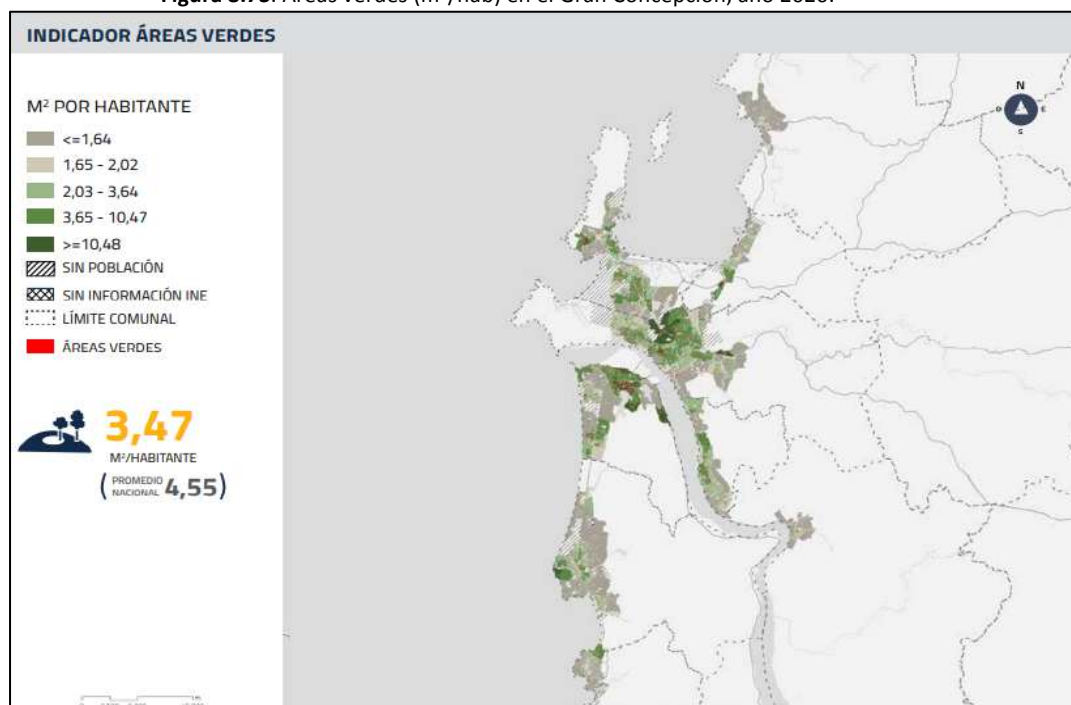 INDICADOR ÁREAS VERDES
M² POR HABITANTE
<=1,64
1,65 - 2,02
2,03 - 3,64
3,65 - 10,47
>=10,48
SIN POBLACIÓN
SIN INFORMACIÓN INE
LÍMITE COMUNAL
ÁREAS VERDES
3,47
M²/HABITANTE
(PROMEDIO NACIONAL 4,55)
N
O E
S